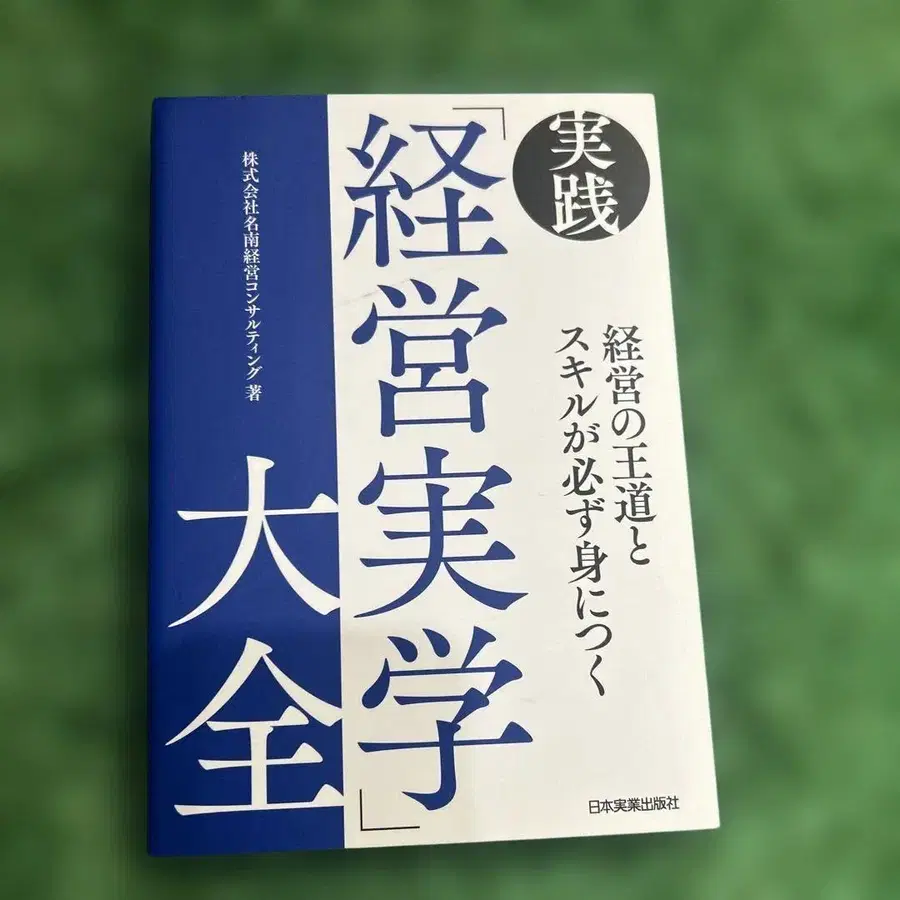 実践
経営の王道と
スキルが必ず身につく
「経営実学」
大全
株式会社名南経営コンサルティング 著
日本実業出版社